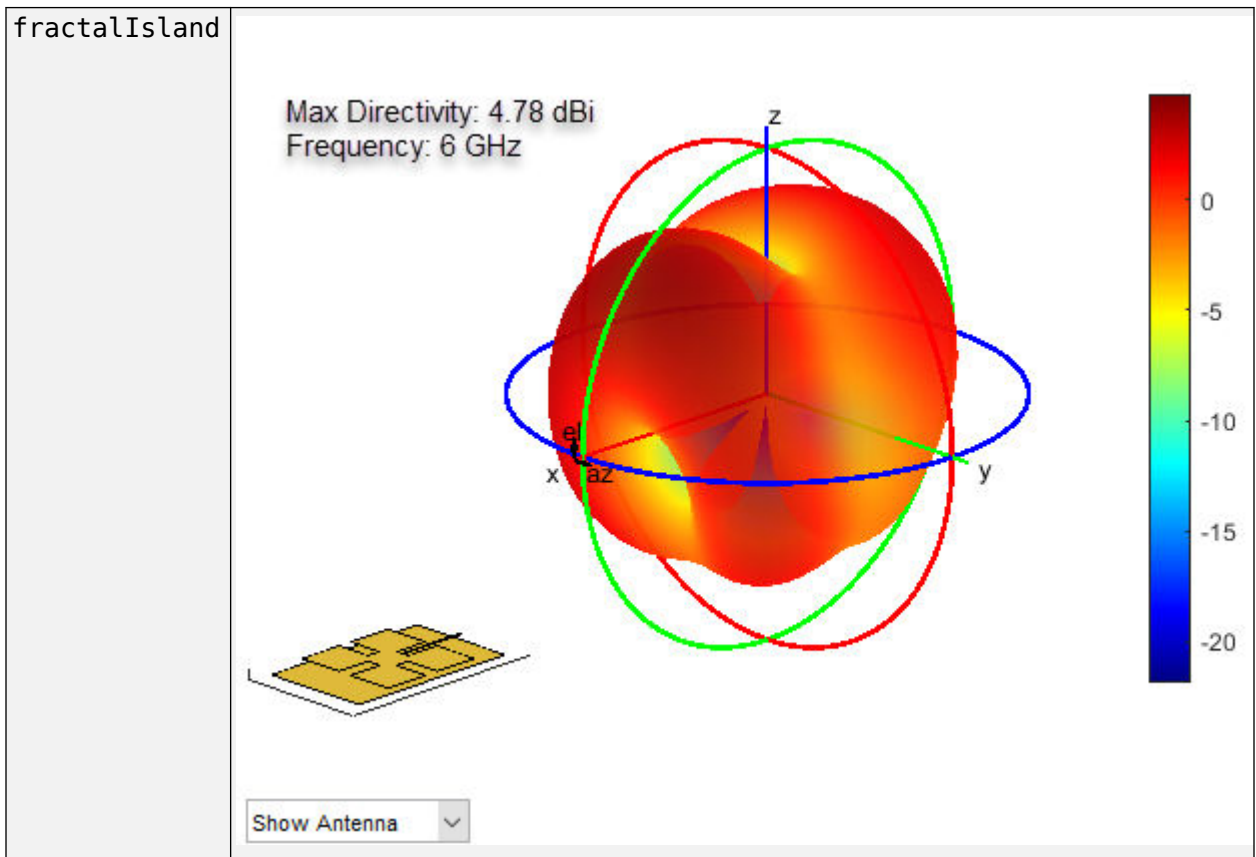 fractalIsland
Max Directivity: 4.78 dBi
Frequency: 6 GHz
z
0
-5
-10
-15
-20
el
x
az
y
Show Antenna